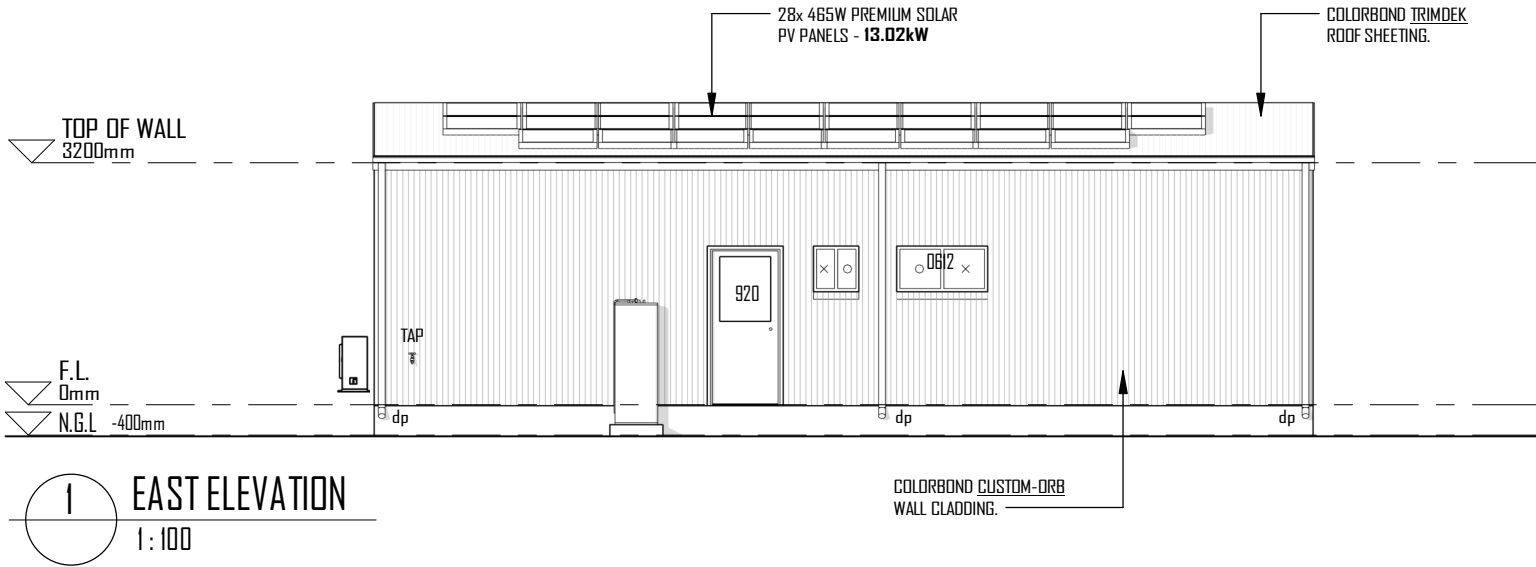 28x 465W PREMIUM SOLAR
PV PANELS - 13.02kW
COLORBOND TRIMDEK
ROOF SHEETING.
TOP OF WALL
3200mm
920
0612
TAP
F.L.
0mm
N.G.L -400mm
dp
dp
dp
COLORBOND CUSTOM-ORB
WALL CLADDING.
1
EAST ELEVATION
1 : 100